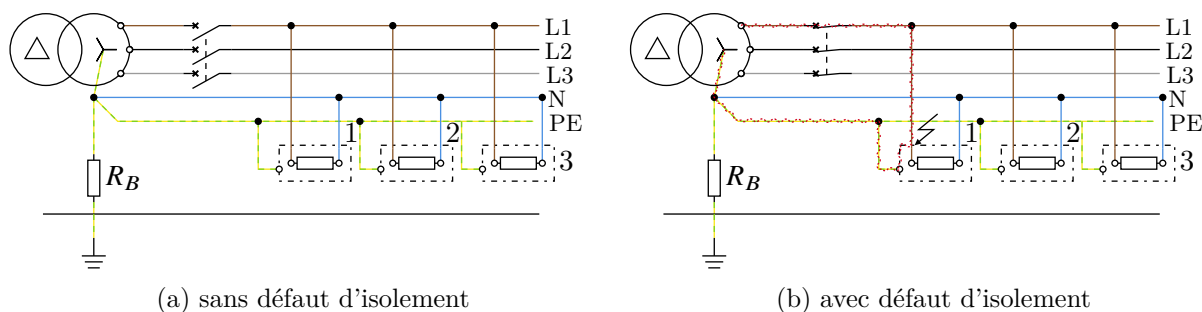 L1
L2
L3
N
PE
1
2
3
R_B
(a) sans défaut d'isolement
L1
L2
L3
N
PE
1
2
3
R_B
(b) avec défaut d'isolement